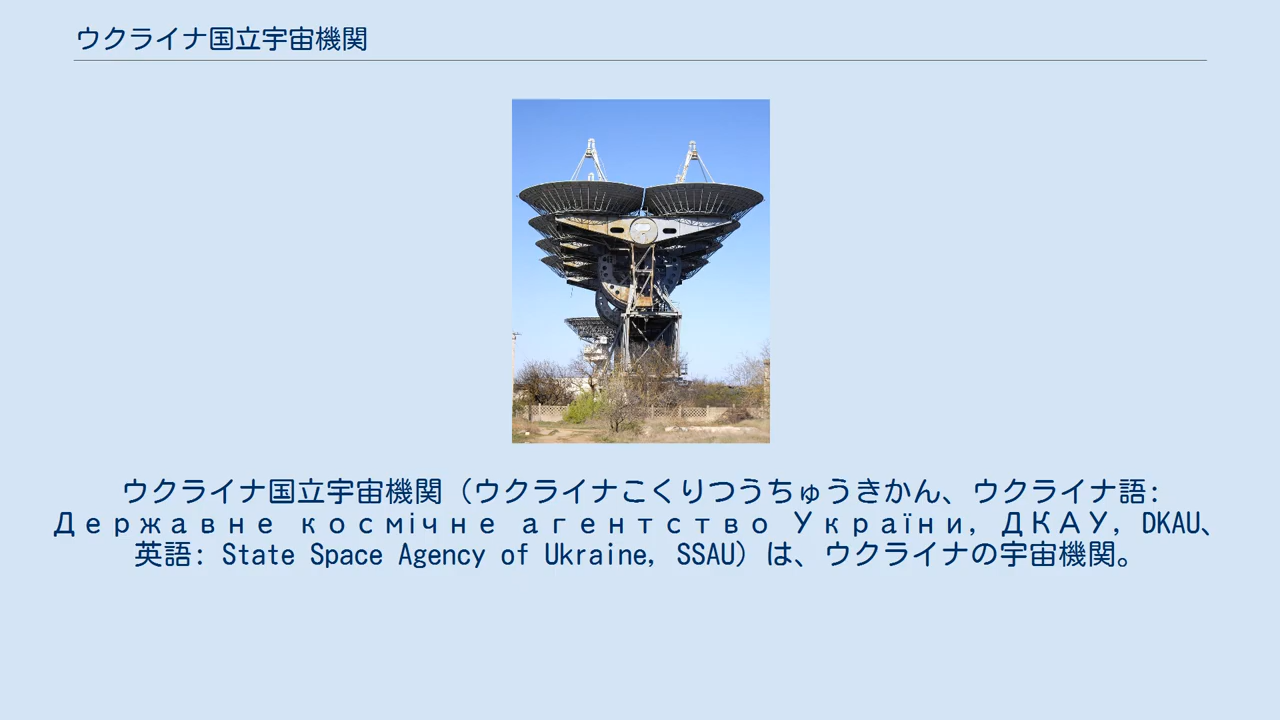 ウクライナ国立宇宙機関
ウクライナ国立宇宙機関（ウクライナこくりつうちゅうきかん、ウクライナ語:
Державне космічне агентство України, ДКАУ, DKAU、
英語: State Space Agency of Ukraine, SSAU）は、ウクライナの宇宙機関。